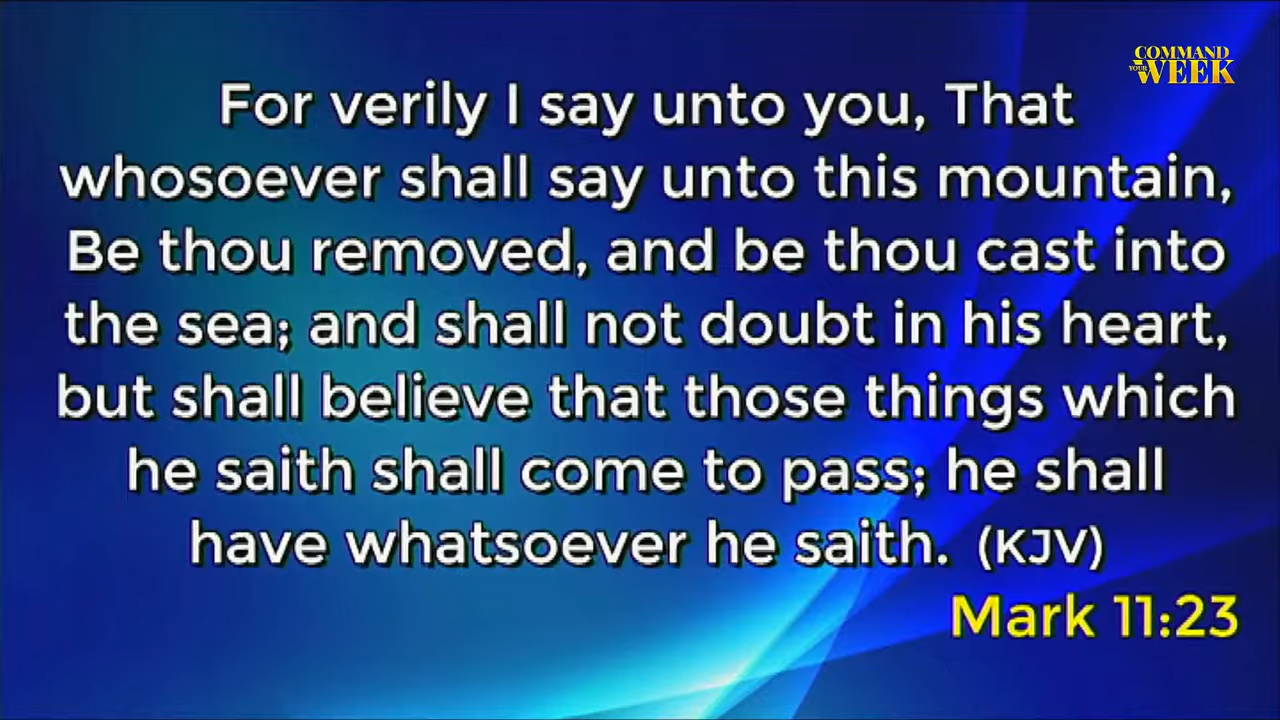 COMMAND
YOUR WEEK
For verily I say unto you, That
whosoever shall say unto this mountain,
Be thou removed, and be thou cast into
the sea; and shall not doubt in his heart,
but shall believe that those things which
he saith shall come to pass; he shall
have whatsoever he saith. (KJV)
Mark 11:23